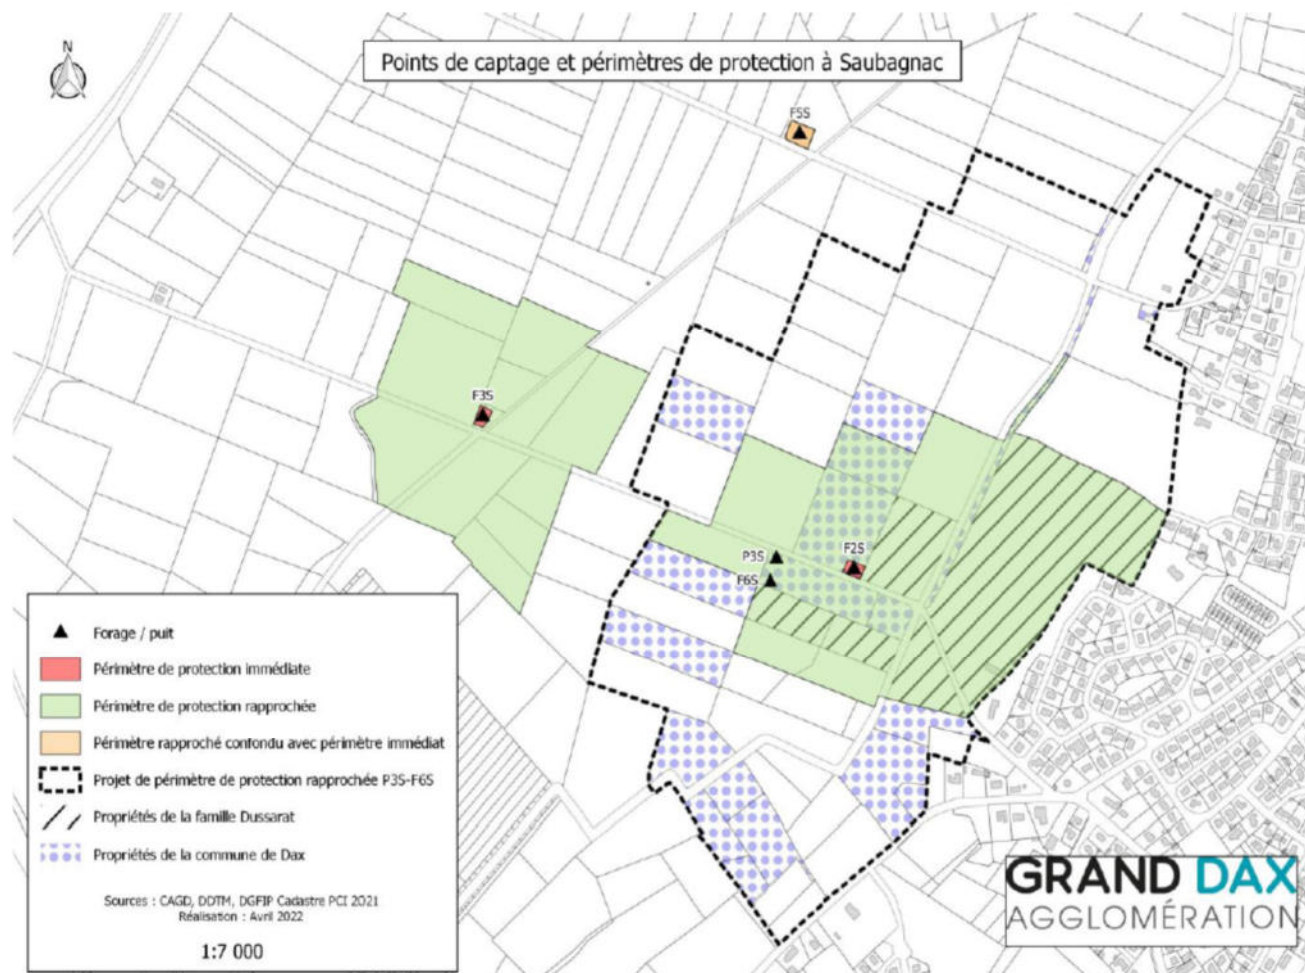 N
Points de captage et périmètres de protection à Saubagnac
F5S
F3S
P3S
F2S
F6S
Forage / puit
Périmètre de protection immédiate
Périmètre de protection rapprochée
Périmètre rapproché confondu avec périmètre immédiat
Projet de périmètre de protection rapprochée P3S-F6S
Propriétés de la famille Dussarat
Propriétés de la commune de Dax
Sources : CAGD, DDTM, DGFIP Cadastre PCI 2021
Réalisation : Avril 2022
1:7 000
GRAND DAX
AGGLOMÉRATION